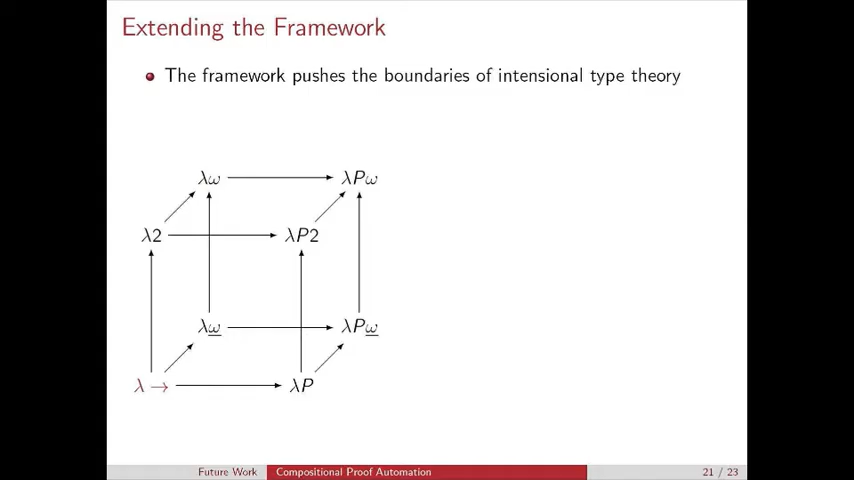 Extending the Framework
The framework pushes the boundaries of intensional type theory
λω λPω
λ2 λP2
λω̲ λPω̲
λ → λP
Future Work Compositional Proof Automation 21 / 23